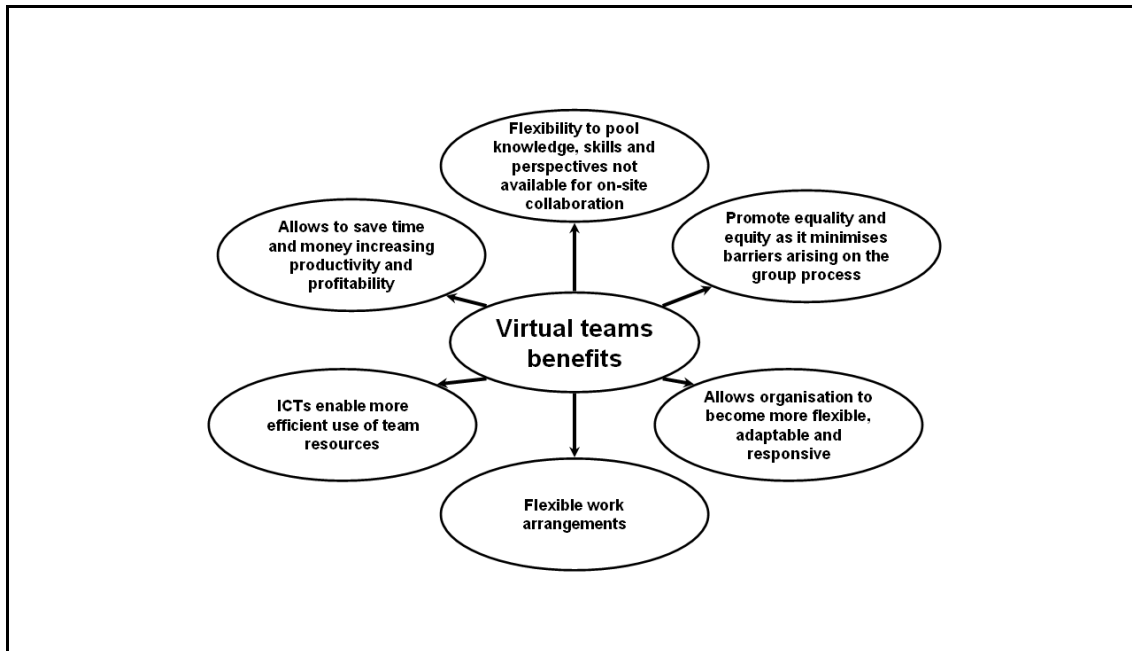 Flexibility to pool
knowledge, skills and
perspectives not
available for on-site
collaboration
Allows to save time
and money increasing
productivity and
profitability
Promote equality and
equity as it minimises
barriers arising on the
group process
Virtual teams
benefits
ICTs enable more
efficient use of team
resources
Allows organisation to
become more flexible,
adaptable and
responsive
Flexible work
arrangements